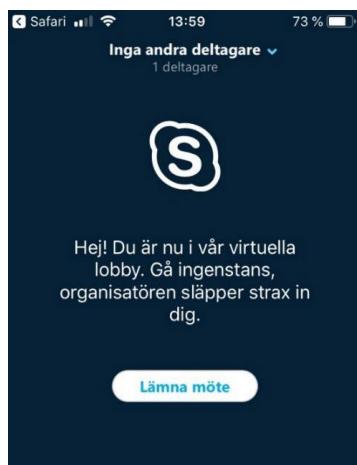 Safari 13:59 73 %
Inga andra deltagare
1 deltagare
S
Hej! Du är nu i vår virtuella
lobby. Gå ingenstans,
organisatören släpper strax in
dig.
Lämna möte